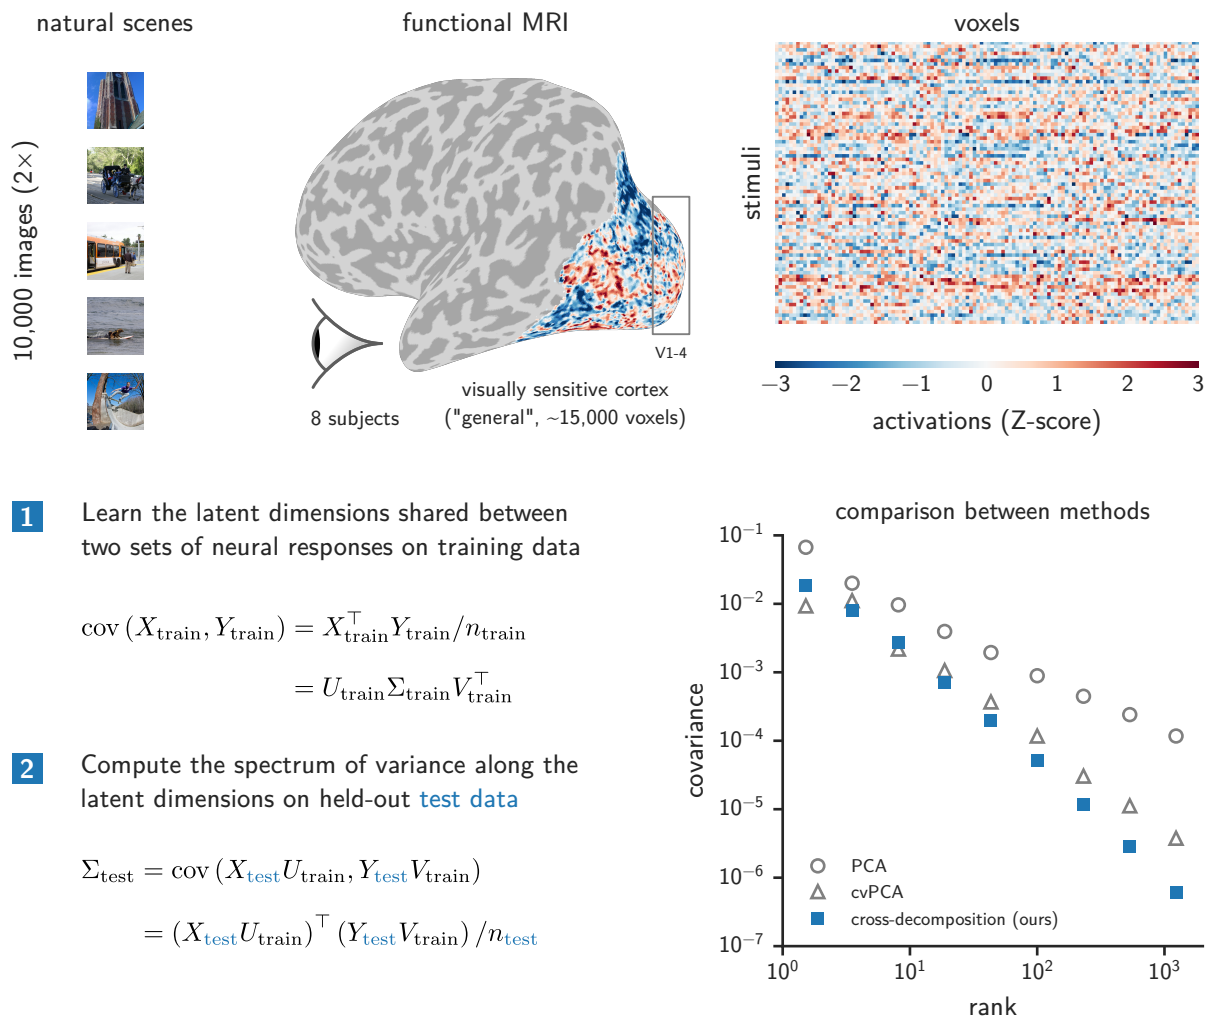 natural scenes
functional MRI
voxels
10,000 images (2×)
stimuli
V1-4
8 subjects
visually sensitive cortex
("general", ~15,000 voxels)
−3 −2 −1 0 1 2 3
activations (Z-score)
1 Learn the latent dimensions shared between
two sets of neural responses on training data
cov (X_train, Y_train) = X_train^⊤ Y_train/n_train
= U_train Σ_train V_train^⊤
2 Compute the spectrum of variance along the
latent dimensions on held-out test data
Σ_test = cov (X_test U_train, Y_test V_train)
= (X_test U_train)^⊤ (Y_test V_train) /n_test
comparison between methods
covariance
10^−1
10^−2
10^−3
10^−4
10^−5
10^−6
10^−7
PCA
cvPCA
cross-decomposition (ours)
10^0 10^1 10^2 10^3
rank